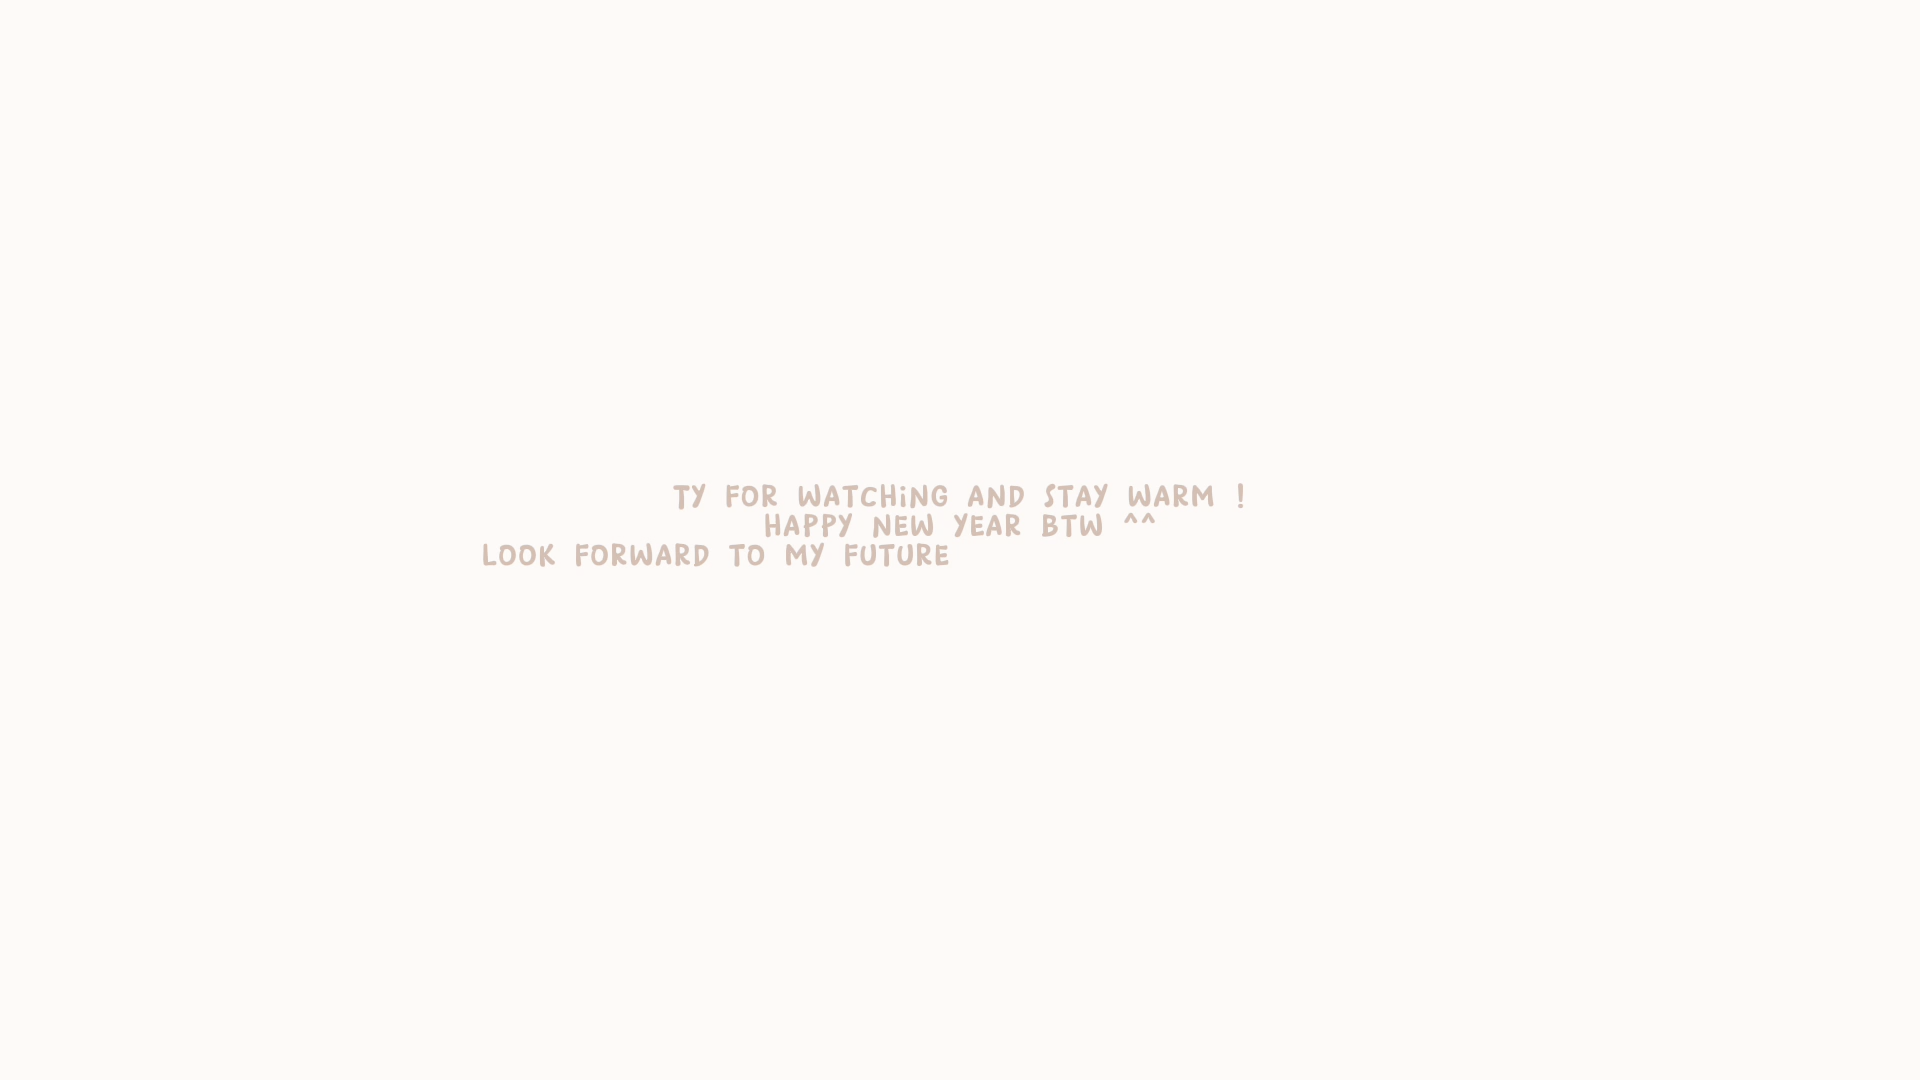 TY FOR WATCHiNG AND STAY WARM !
HAPPY NEW YEAR BTW ^^
LOOK FORWARD TO MY FUTURE